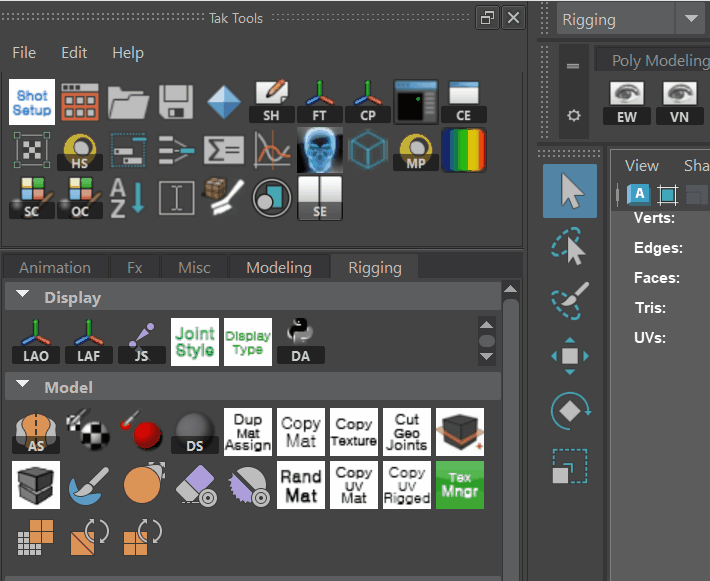 Tak Tools
File Edit Help
Shot
Setup
SH FT CP CE
HS MP
SC OC A
Z SE
Animation Fx Misc Modeling Rigging
Display
LAO LAF JS Joint
Style Display
Type DA
Model
AS DS Dup
Mat
Assign Copy
Mat Copy
Texture Cut
Geo
Joints
Rand
Mat Copy
UV
Mat Copy
UV
Rigged Tex
Mngr
Rigging
Poly Modeling
EW VN
View Sha
A
Verts:
Edges:
Faces:
Tris:
UVs: